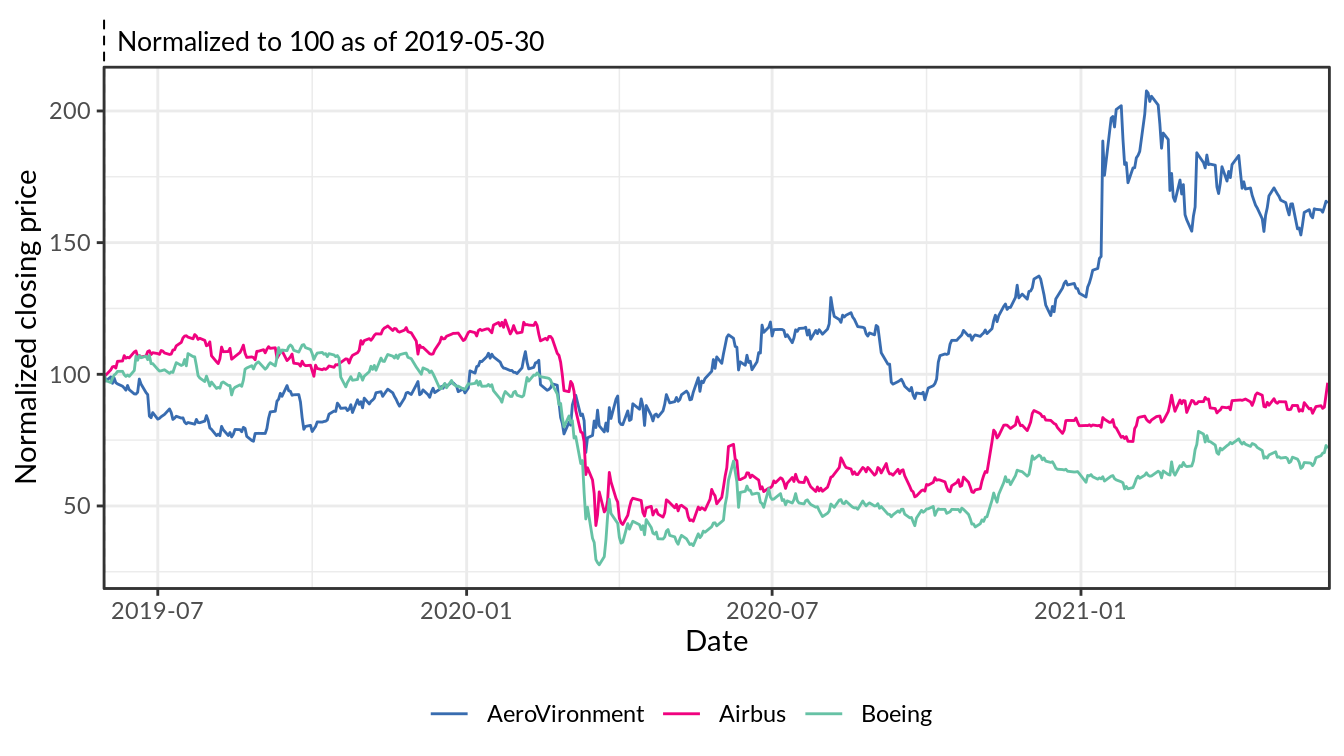 Normalized to 100 as of 2019-05-30
Normalized closing price
200
150
100
50
2019-07 2020-01 2020-07 2021-01
Date
AeroVironment Airbus Boeing